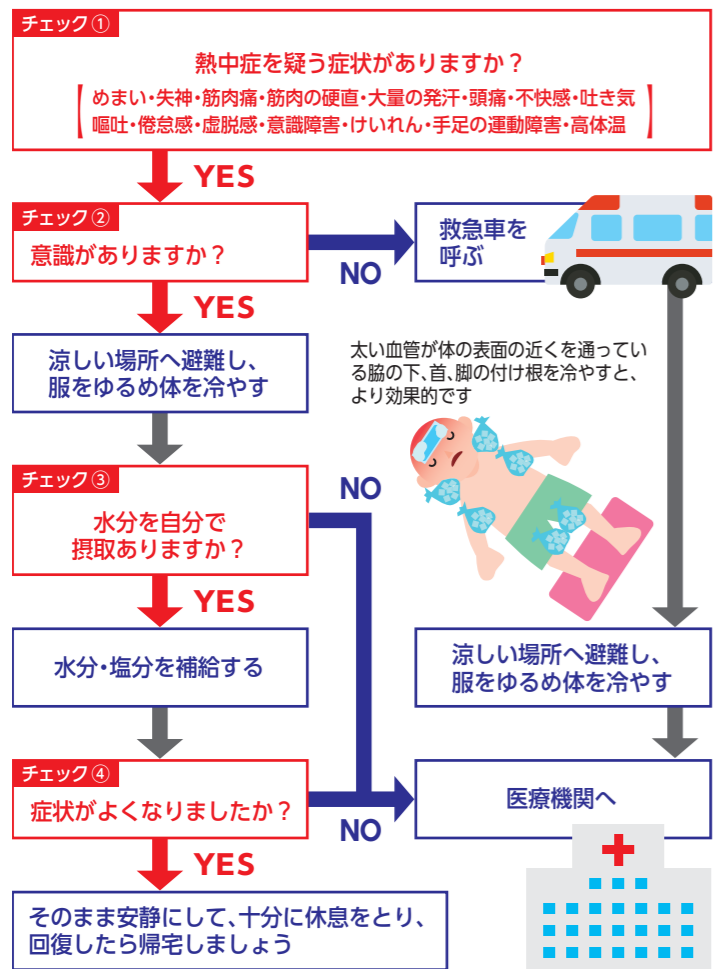 チェック①
熱中症を疑う症状がありますか？
めまい・失神・筋肉痛・筋肉の硬直・大量の発汗・頭痛・不快感・吐き気
嘔吐・倦怠感・虚脱感・意識障害・けいれん・手足の運動障害・高体温
YES
チェック②
意識がありますか？
NO
救急車を
呼ぶ
YES
涼しい場所へ避難し、
服をゆるめ体を冷やす
太い血管が体の表面の近くを通ってい
る脇の下、首、脚の付け根を冷やすと、
より効果的です
チェック③
水分を自分で
摂取ありますか？
NO
YES
水分・塩分を補給する
涼しい場所へ避難し、
服をゆるめ体を冷やす
チェック④
症状がよくなりましたか？
NO
医療機関へ
YES
そのまま安静にして、十分に休息をとり、
回復したら帰宅しましょう